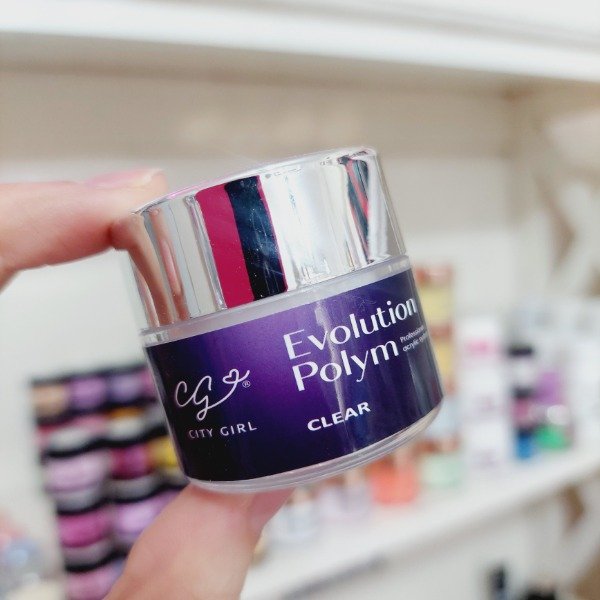 Evolution
Polym
Professional
acrylic
CG®
CITY GIRL
CLEAR